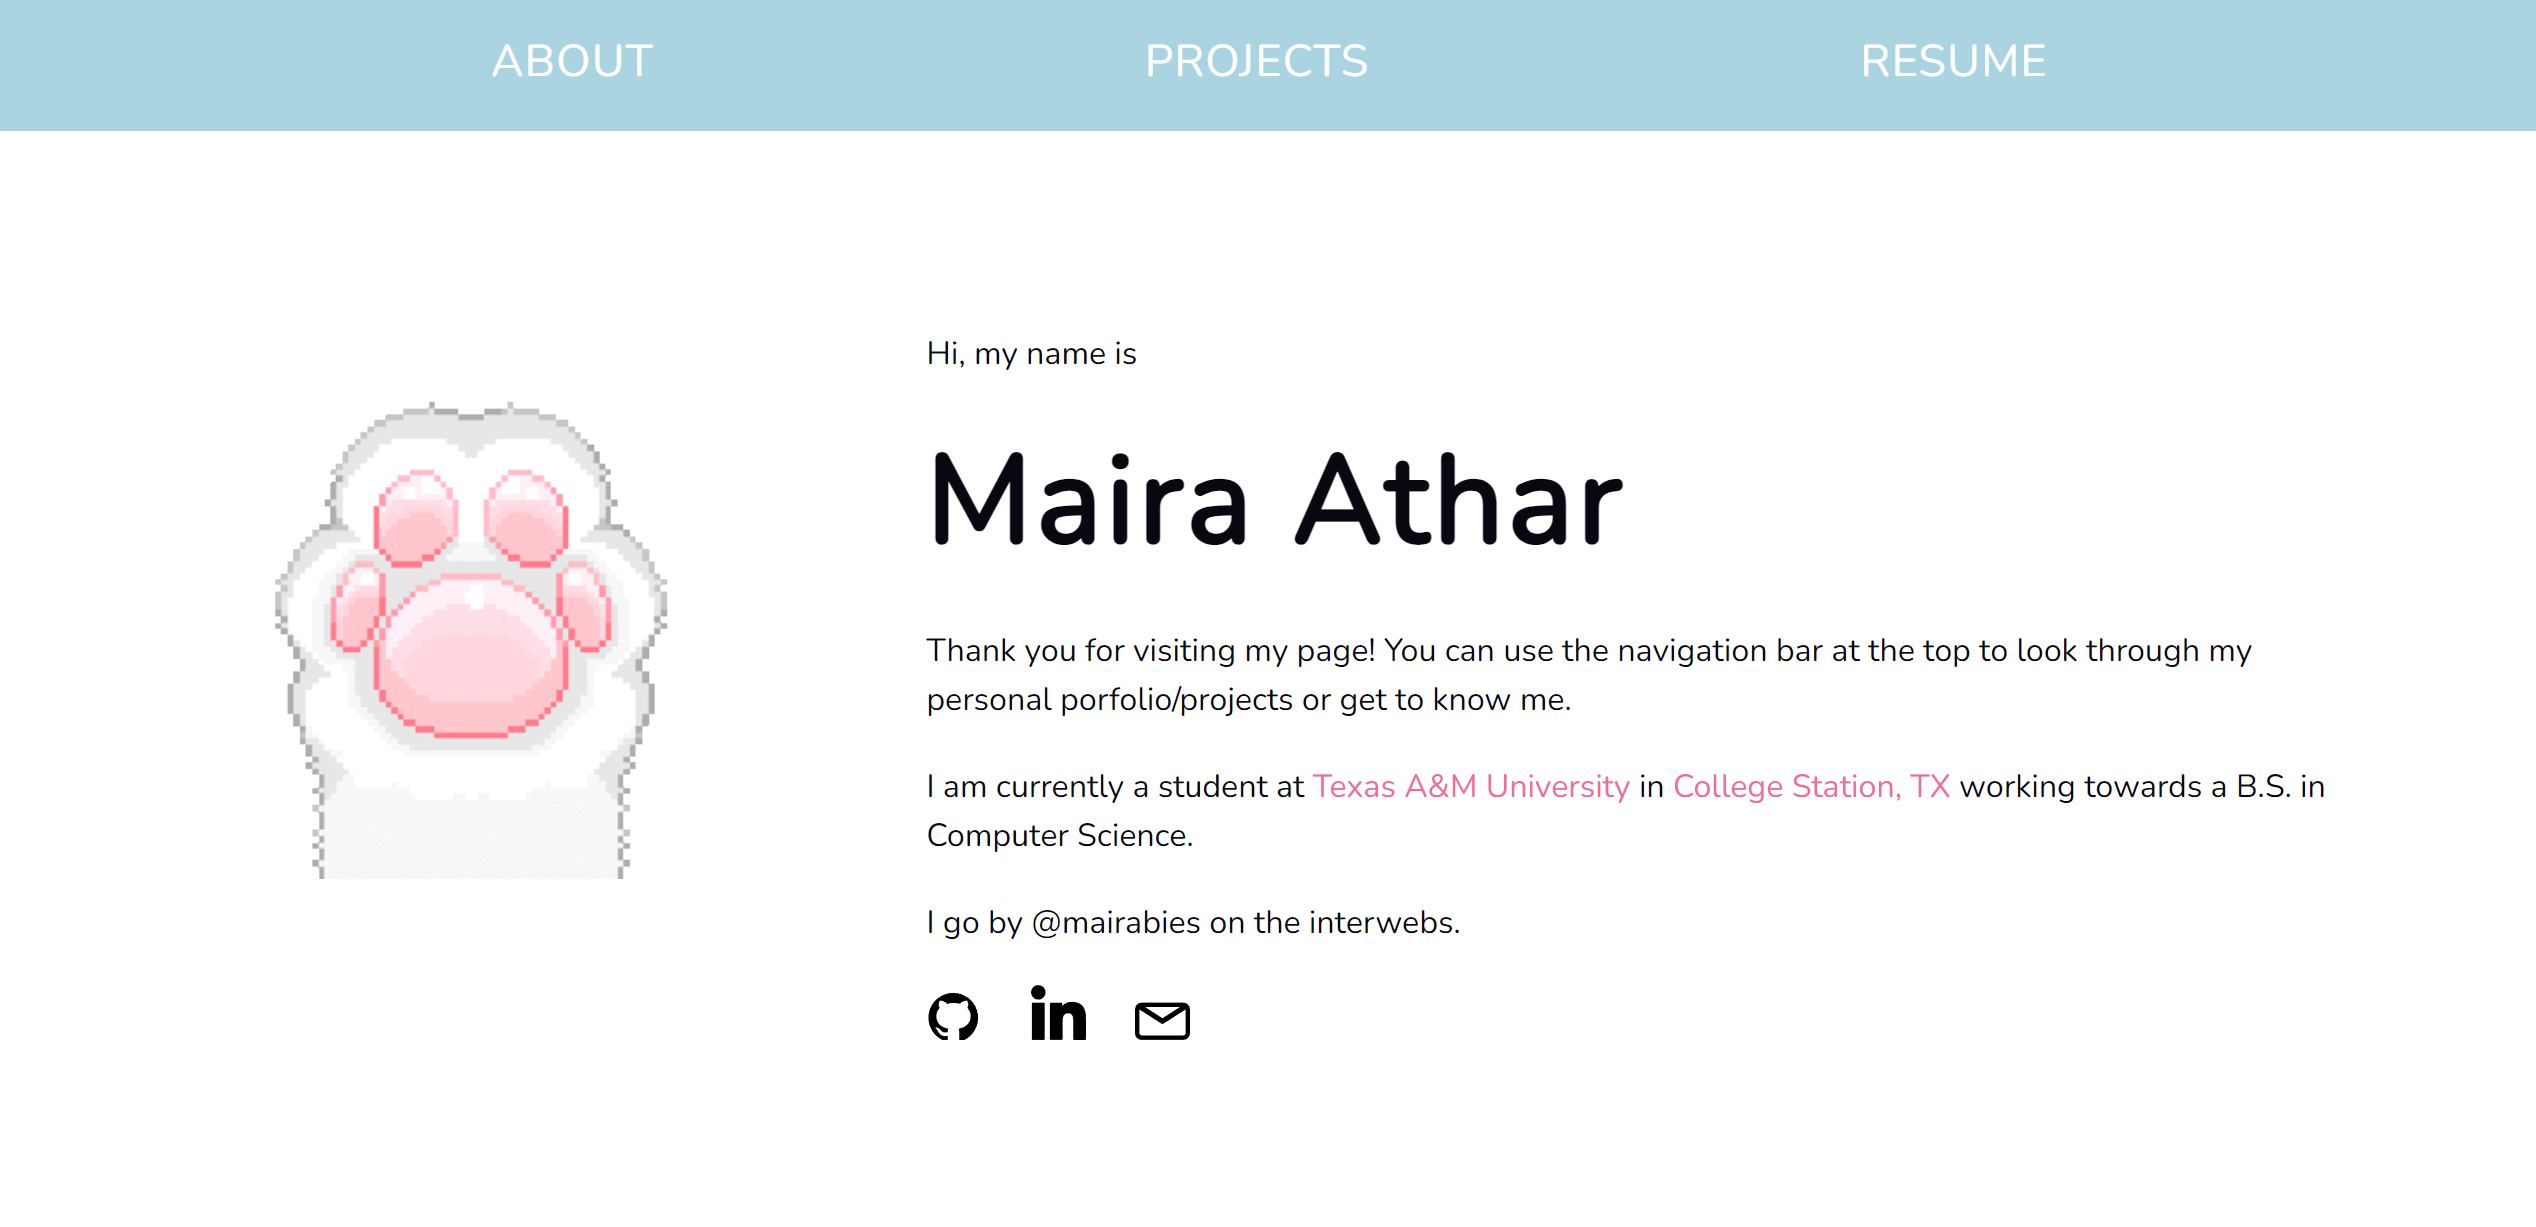 ABOUT PROJECTS RESUME
Hi, my name is
Maira Athar
Thank you for visiting my page! You can use the navigation bar at the top to look through my
personal porfolio/projects or get to know me.
I am currently a student at Texas A&M University in College Station, TX working towards a B.S. in
Computer Science.
I go by @mairabies on the interwebs.
in